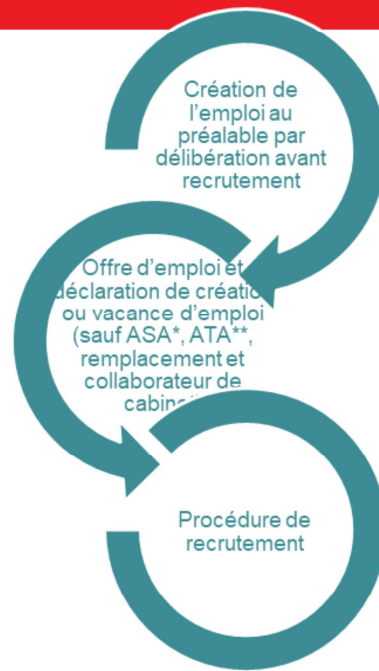 Création de
l'emploi au
préalable par
délibération avant
recrutement
Offre d'emploi et
déclaration de création
ou vacance d'emploi
(sauf ASA*, ATA**,
remplacement et
collaborateur de
Procédure de
recrutement